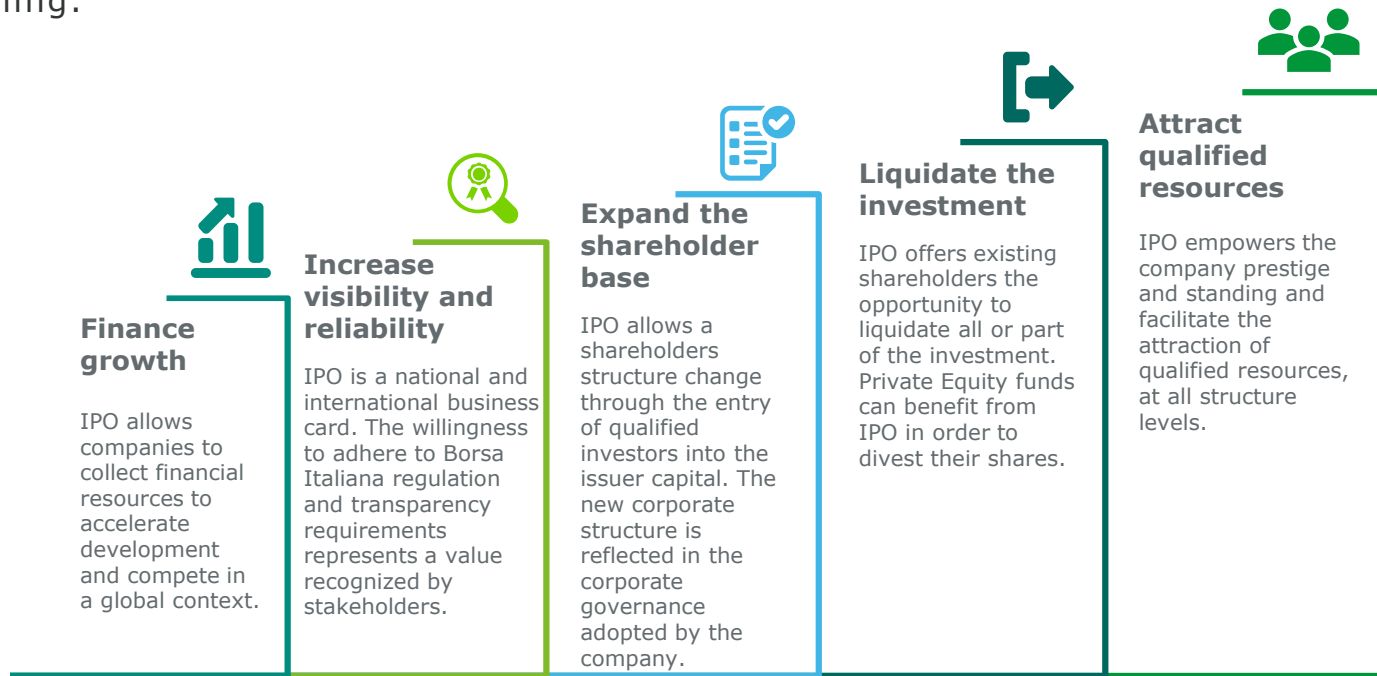 Finance
growth
IPO allows
companies to
collect financial
resources to
accelerate
development
and compete in
a global context.
Increase
visibility and
reliability
IPO is a national and
international business
card. The willingness
to adhere to Borsa
Italiana regulation
and transparency
requirements
represents a value
recognized by
stakeholders.
Expand the
shareholder
base
IPO allows a
shareholders
structure change
through the entry
of qualified
investors into the
issuer capital. The
new corporate
structure is
reflected in the
corporate
governance
adopted by the
company.
Liquidate the
investment
IPO offers existing
shareholders the
opportunity to
liquidate all or part
of the investment.
Private Equity funds
can benefit from
IPO in order to
divest their shares.
Attract
qualified
resources
IPO empowers the
company prestige
and standing and
facilitate the
attraction of
qualified resources,
at all structure
levels.